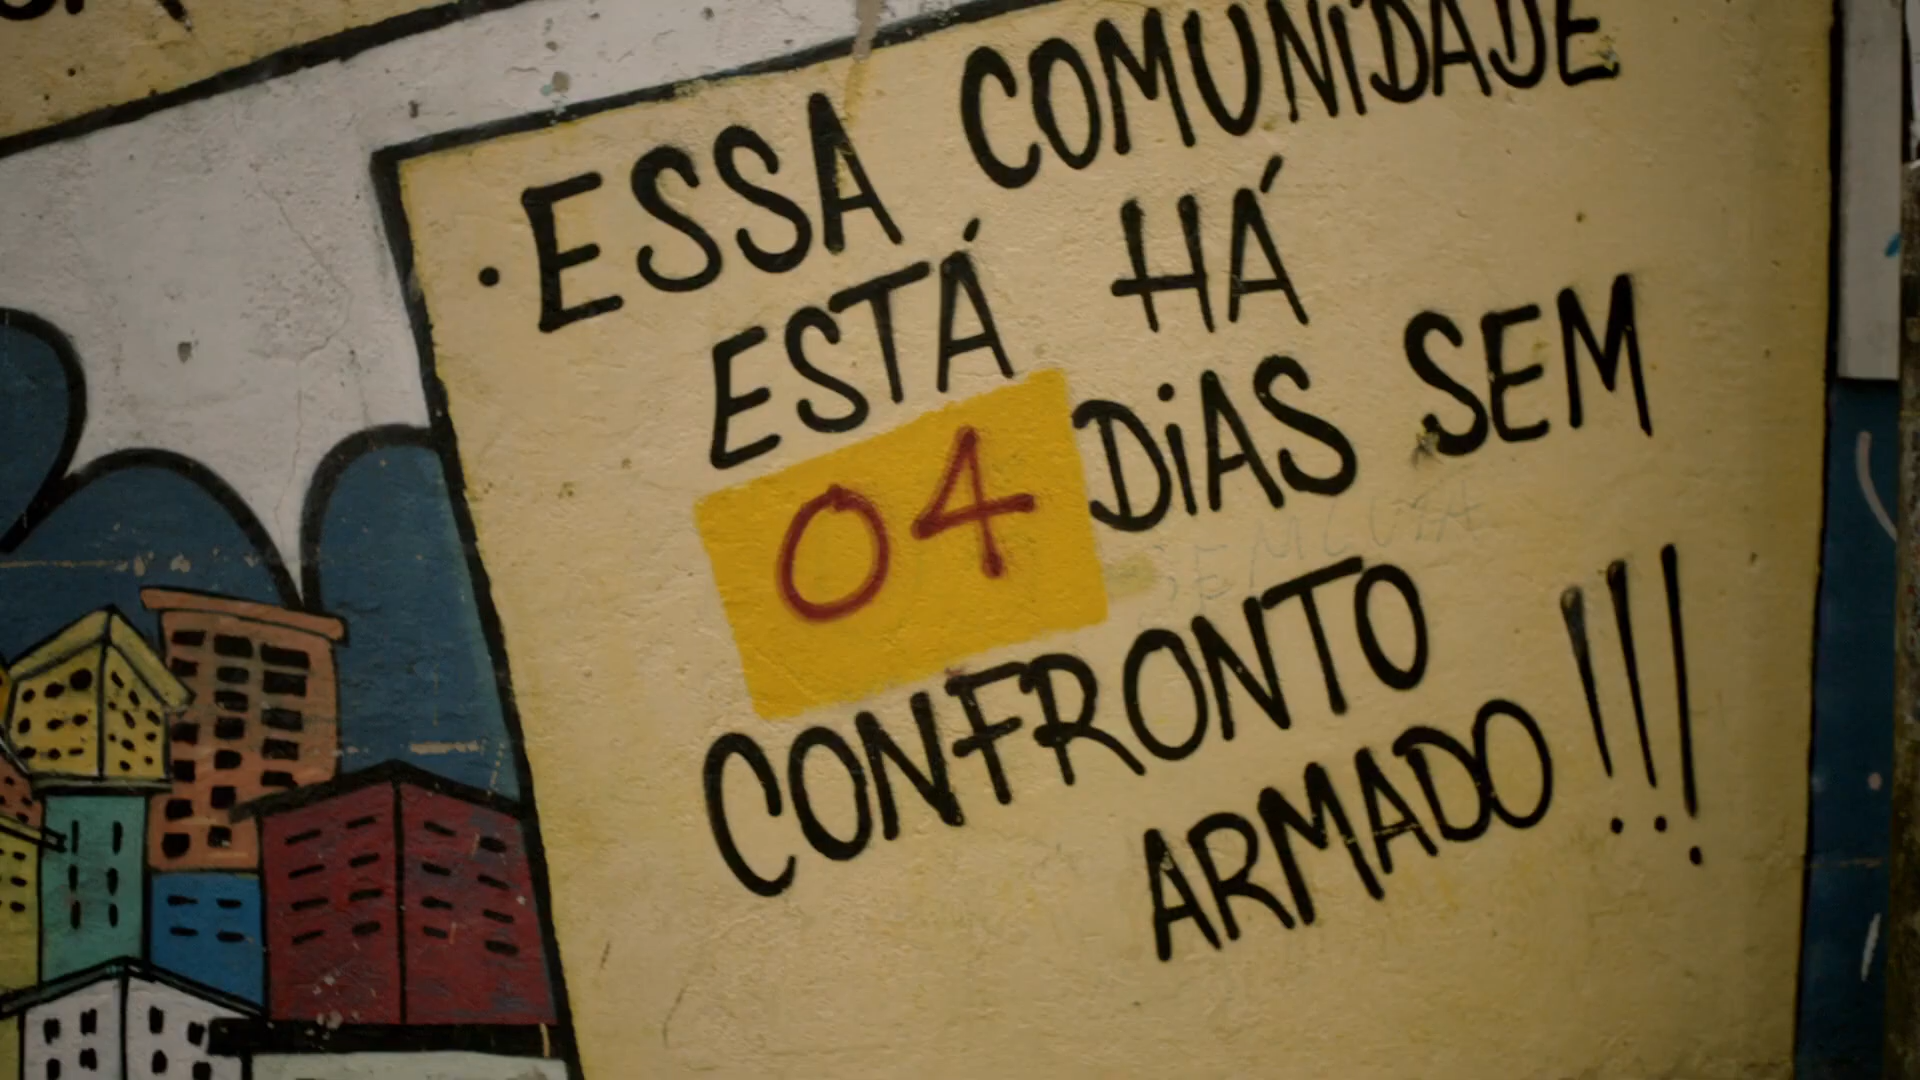 · ESSA COMUNIDADE
ESTÁ HÁ
04 DiAS SEM
CONFRONTO
ARMADO!!!